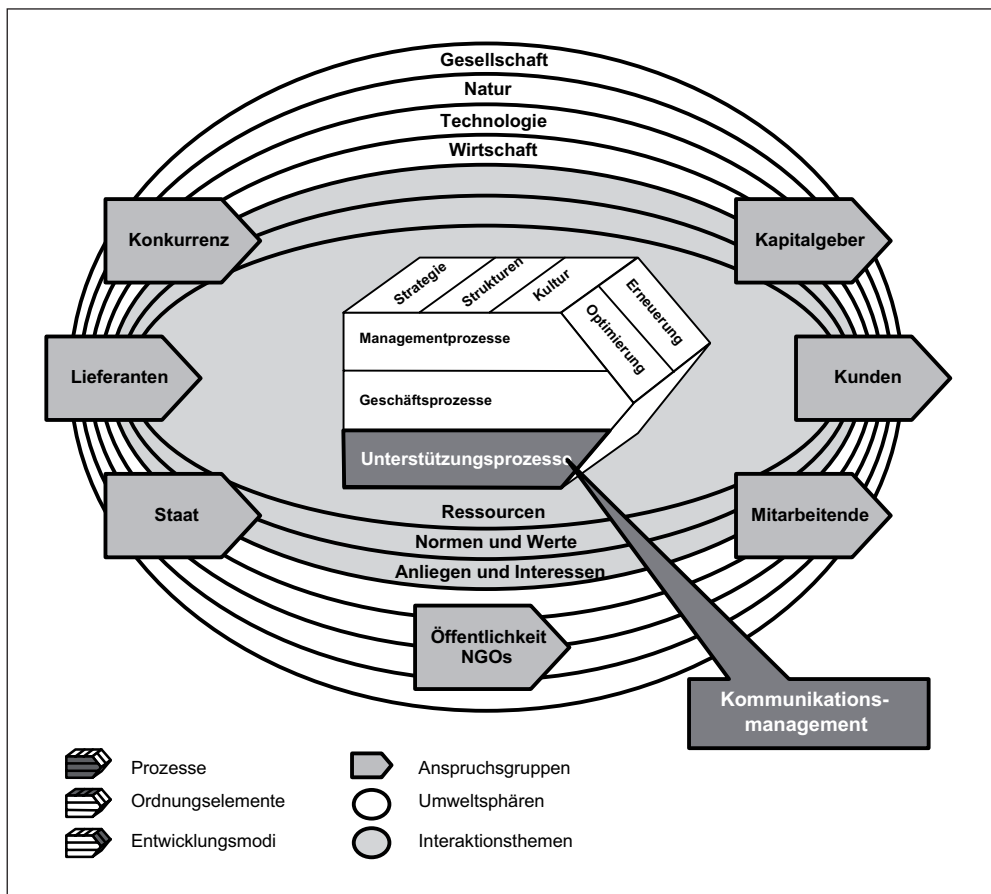 Gesellschaft
Natur
Technologie
Wirtschaft
Konkurrenz
Kapitalgeber
Strategie
Strukturen
Kultur
Erneuerung
Optimierung
Managementprozesse
Lieferanten
Kunden
Geschäftsprozesse
Unterstützungsprozesse
Staat
Ressourcen
Mitarbeitende
Normen und Werte
Anliegen und Interessen
Öffentlichkeit
NGOs
Kommunikations-
management
Prozesse
Anspruchsgruppen
Ordnungselemente
Umweltsphären
Entwicklungsmodi
Interaktionsthemen